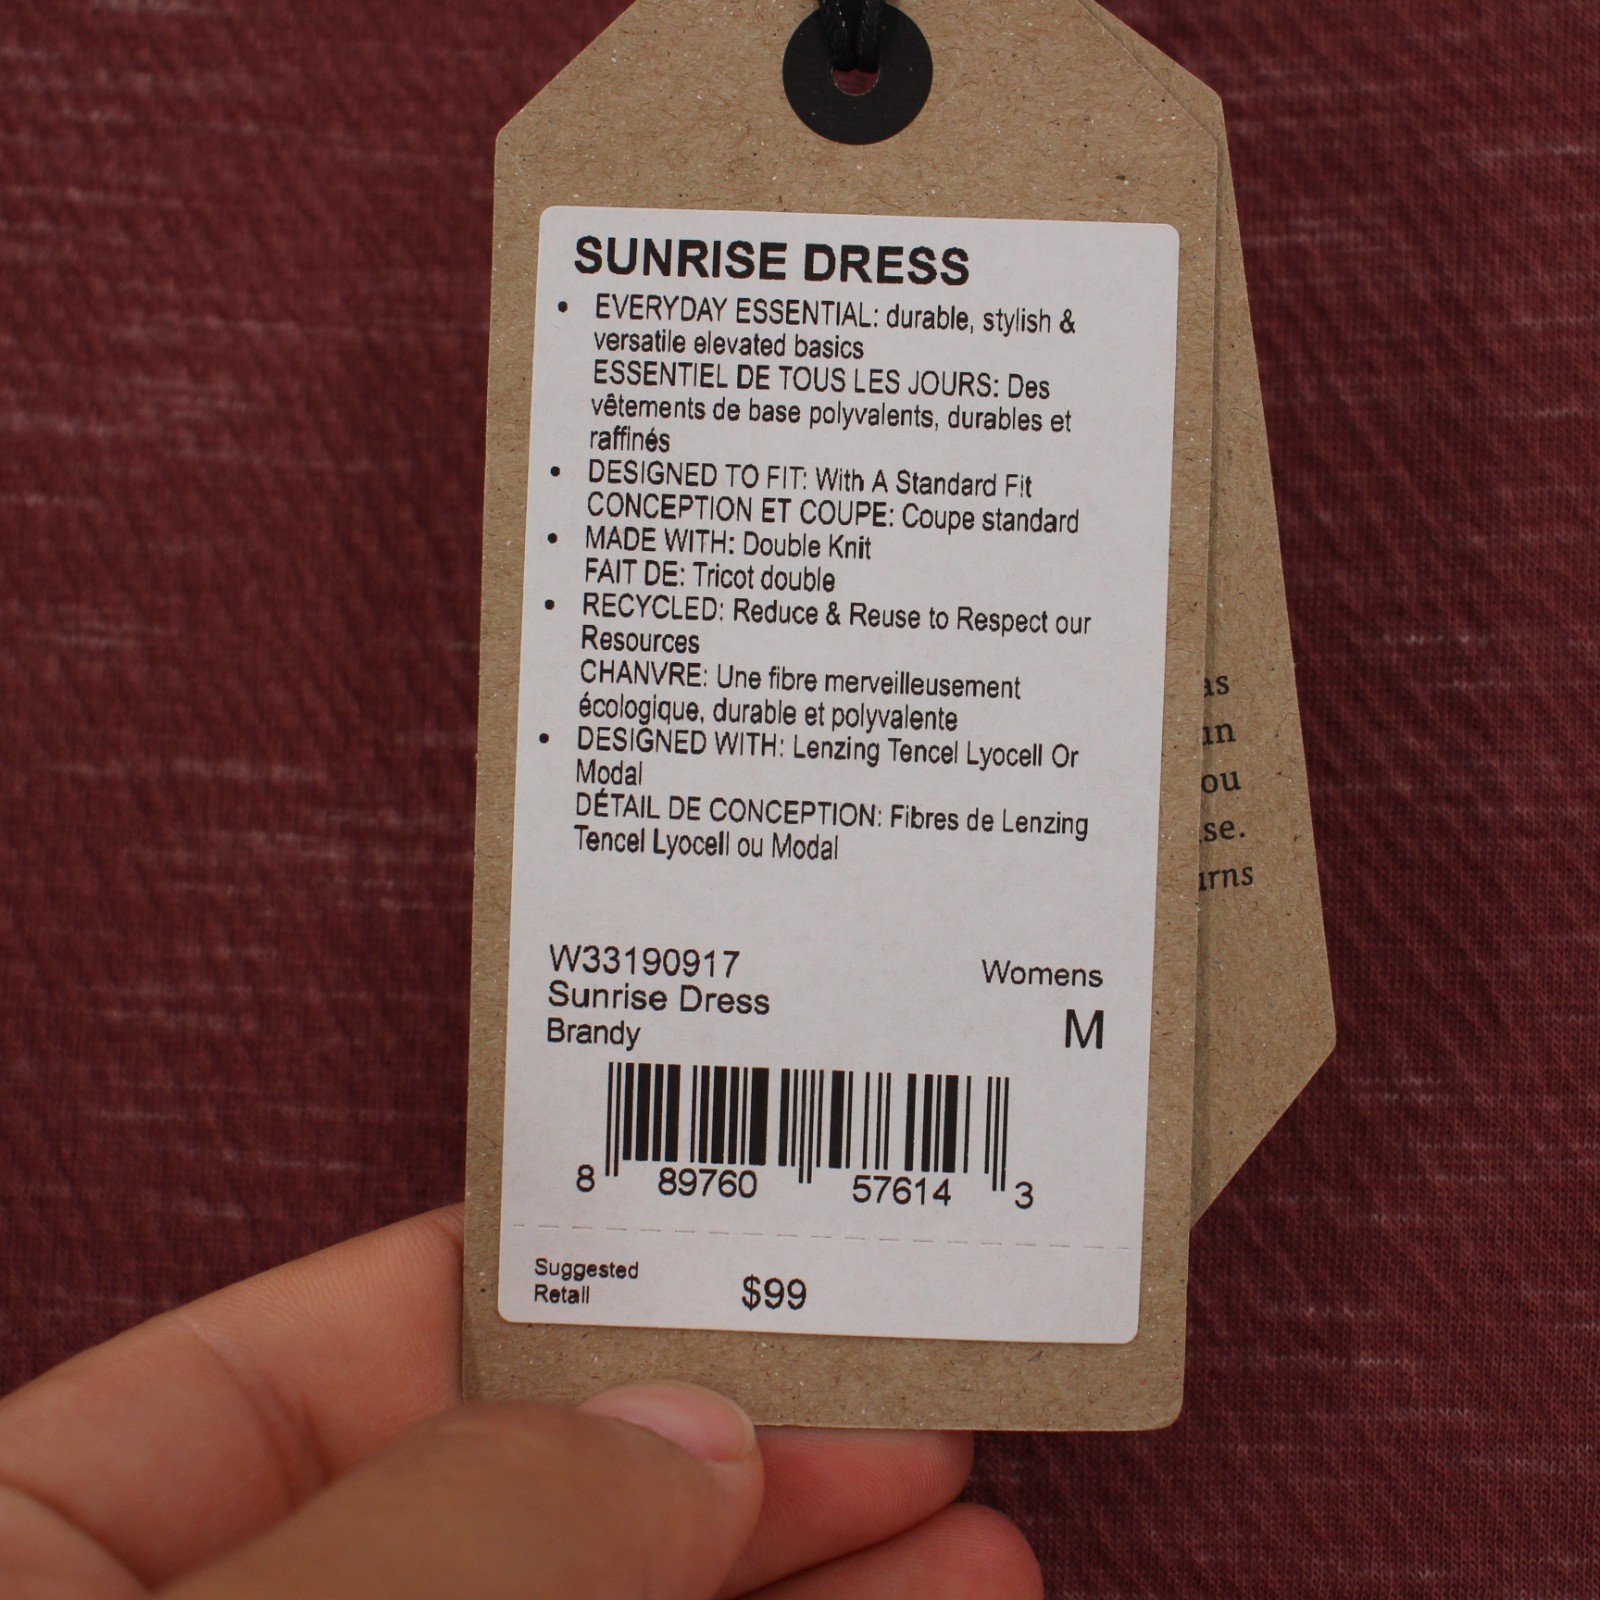 SUNRISE DRESS
• EVERYDAY ESSENTIAL: durable, stylish &
versatile elevated basics
ESSENTIEL DE TOUS LES JOURS: Des
vêtements de base polyvalents, durables et
raffinés
• DESIGNED TO FIT: With A Standard Fit
CONCEPTION ET COUPE: Coupe standard
• MADE WITH: Double Knit
FAIT DE: Tricot double
• RECYCLED: Reduce & Reuse to Respect our
Resources
CHANVRE: Une fibre merveilleusement
écologique, durable et polyvalente
• DESIGNED WITH: Lenzing Tencel Lyocell Or
Modal
DÉTAIL DE CONCEPTION: Fibres de Lenzing
Tencel Lyocell ou Modal
W33190917
Womens
Sunrise Dress
M
Brandy
8 89760 57614 3
Suggested
Retail
$99